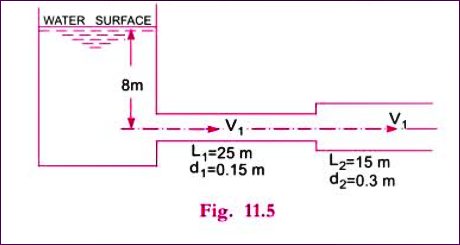 WATER SURFACE
8m
V₁
V₁
L₁=25 m
d₁=0.15 m
L₂=15 m
d₂=0.3 m
Fig. 11.5